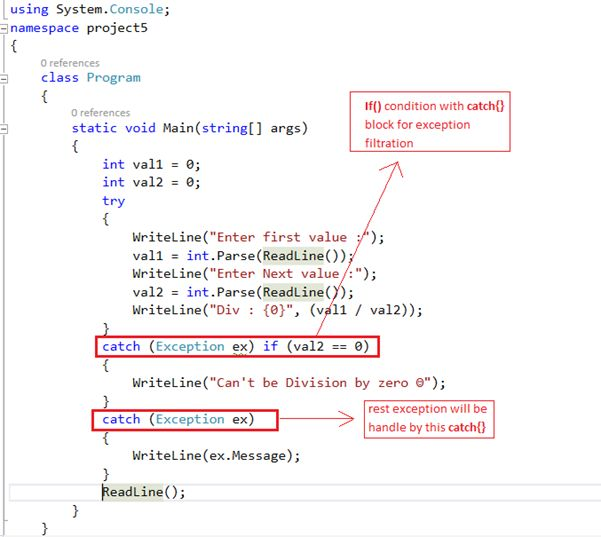 using System.Console;
namespace project5
{
0 references
class Program
{
0 references
static void Main(string[] args)
{
int val1 = 0;
int val2 = 0;
try
{
WriteLine("Enter first value :");
val1 = int.Parse(ReadLine());
WriteLine("Enter Next value :");
val2 = int.Parse(ReadLine());
WriteLine("Div : {0}", (val1 / val2));
}
catch (Exception ex) if (val2 == 0)
{
WriteLine("Can't be Division by zero ☺");
}
catch (Exception ex)
{
WriteLine(ex.Message);
}
ReadLine();
}
}
If() condition with catch{}
block for exception
filtration
rest exception will be
handle by this catch{}